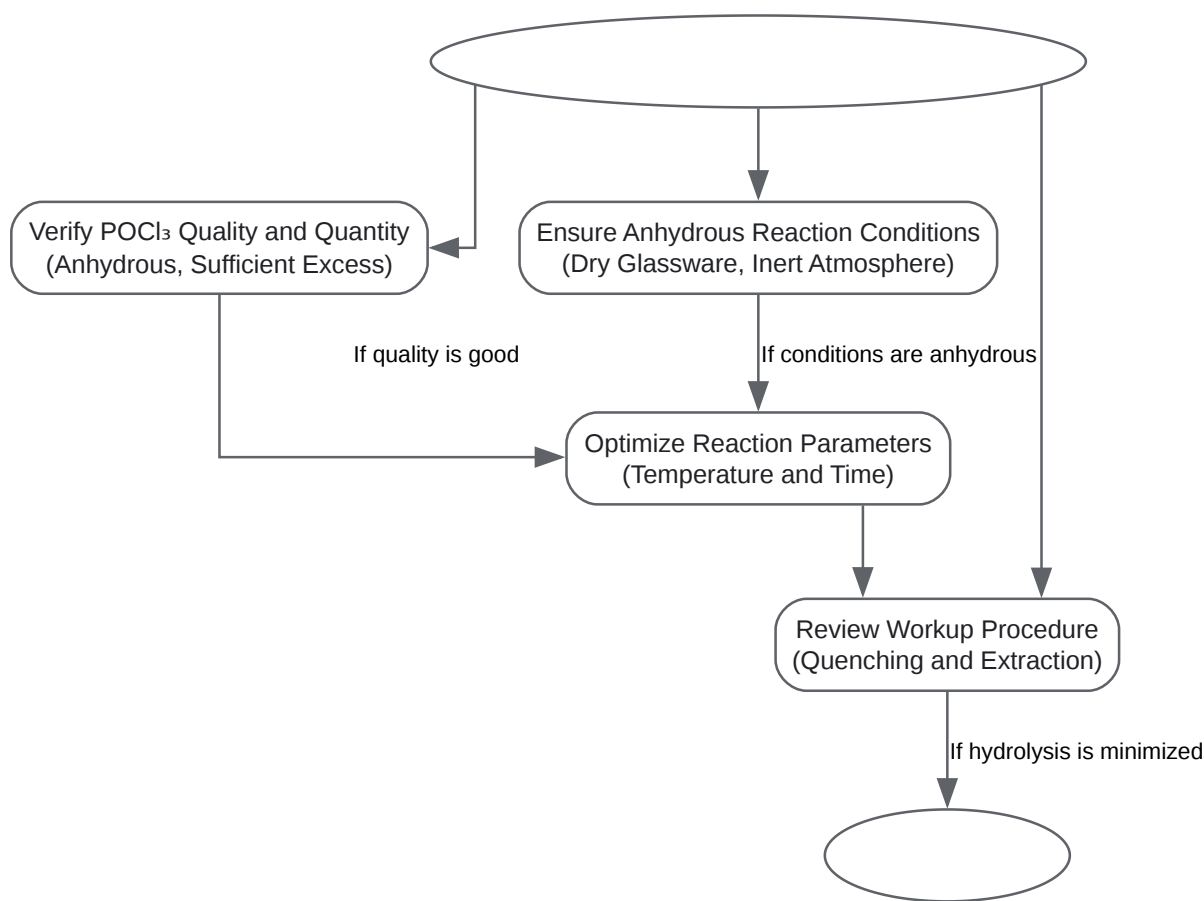 Verify POCl₃ Quality and Quantity
(Anhydrous, Sufficient Excess)
Ensure Anhydrous Reaction Conditions
(Dry Glassware, Inert Atmosphere)
If quality is good
If conditions are anhydrous
Optimize Reaction Parameters
(Temperature and Time)
Review Workup Procedure
(Quenching and Extraction)
If hydrolysis is minimized